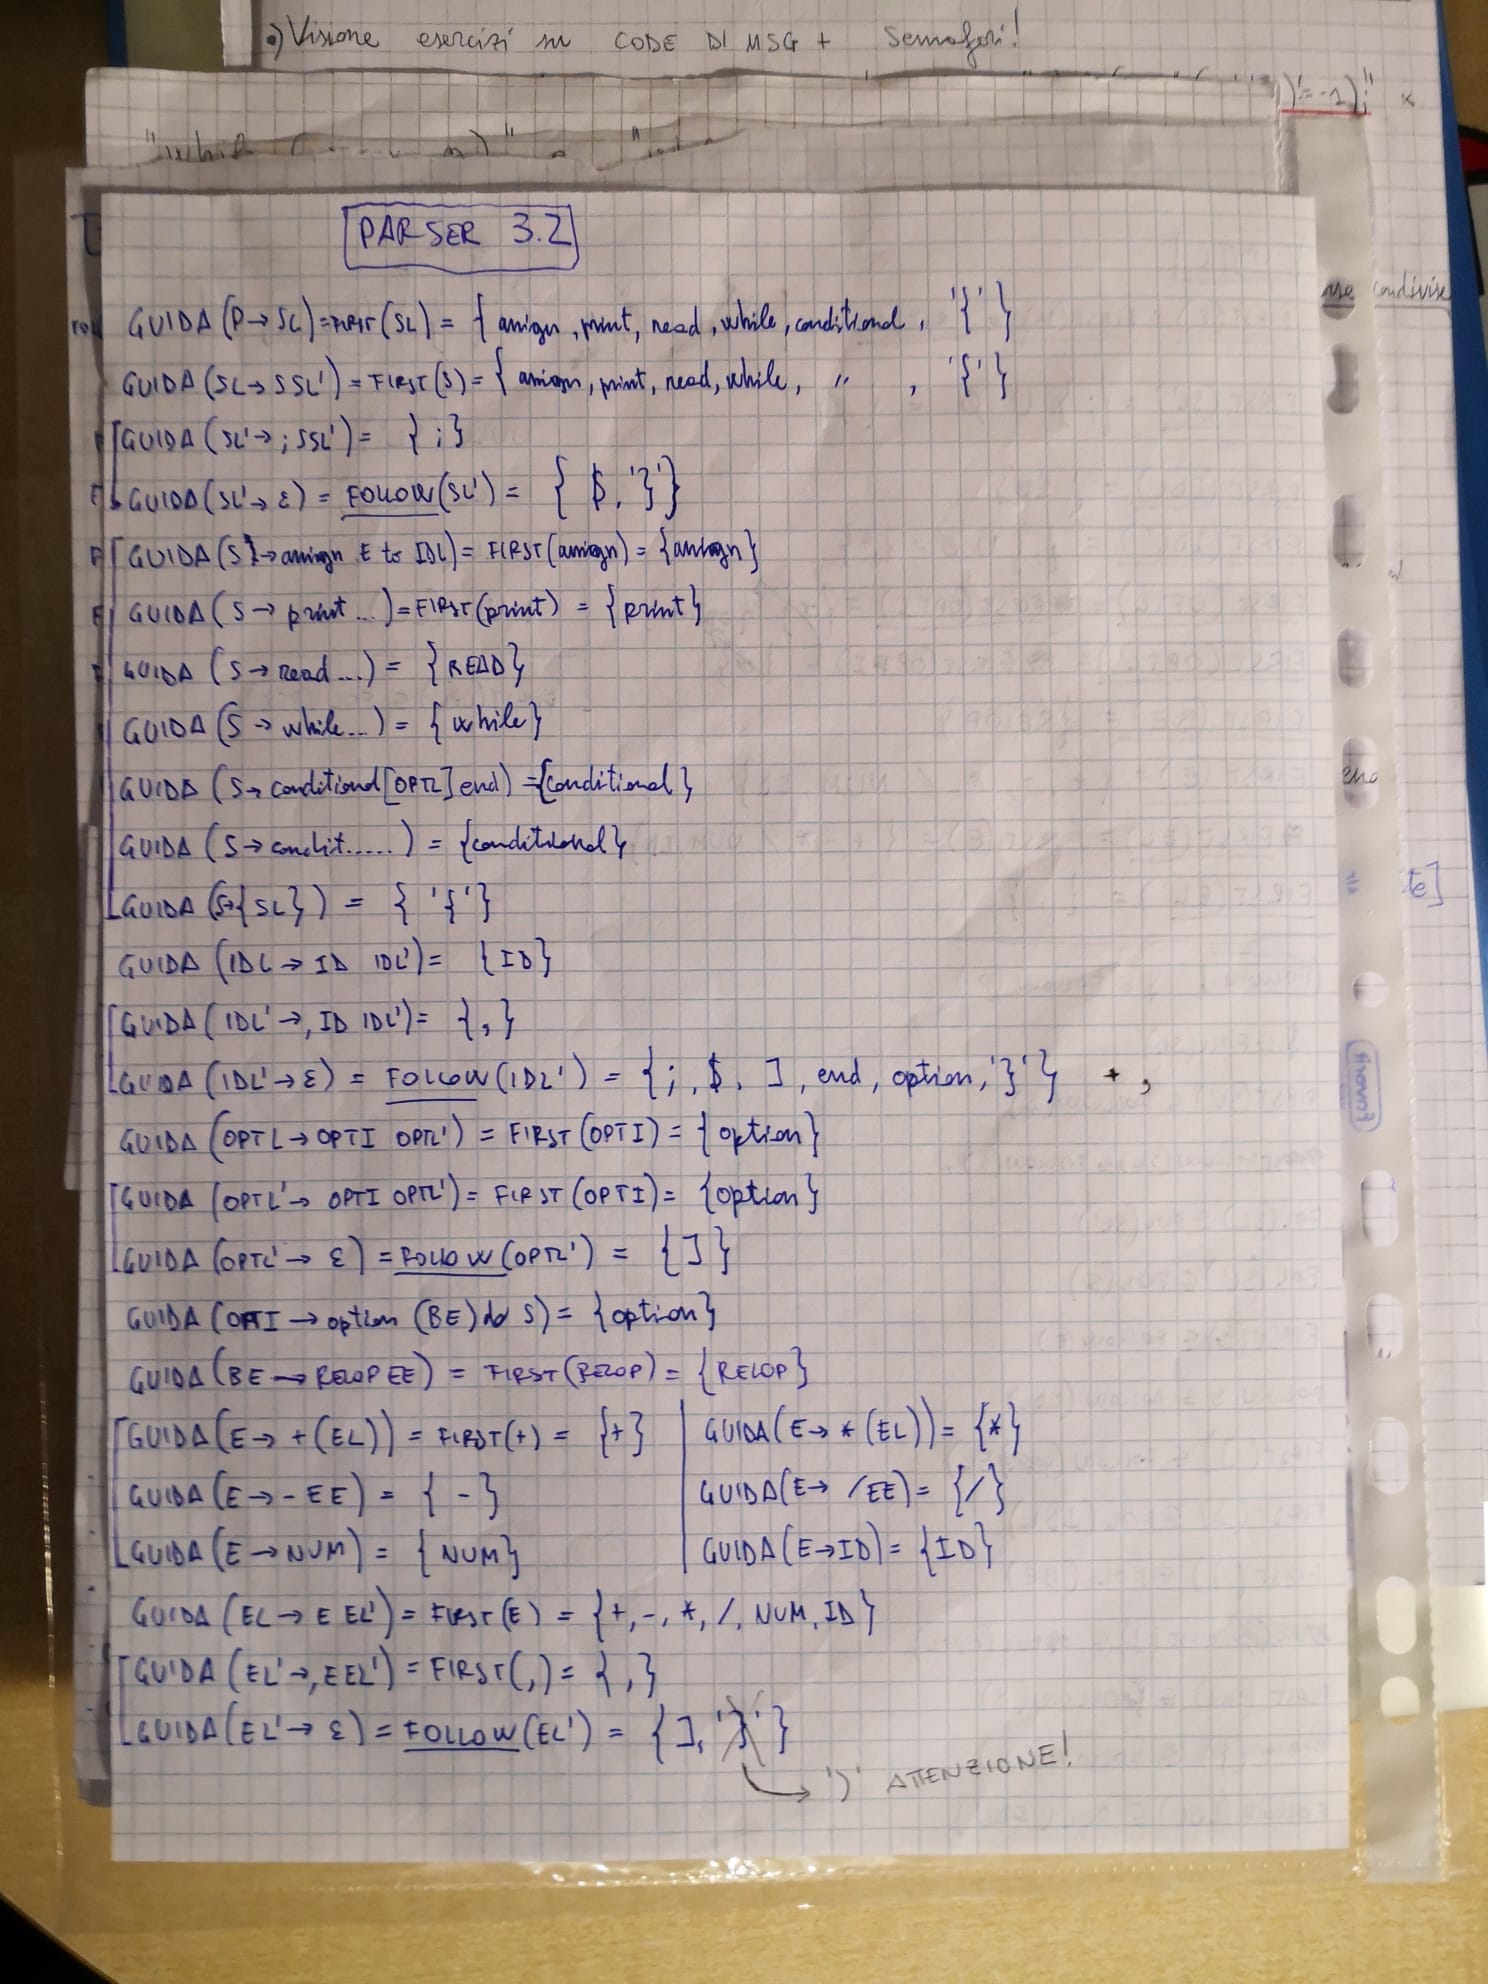 •) Visione esercizi su CODE DI MSG + Semafori!
)!= -1);"
PARSER 3.2
GUIDA (P → SL) = FIRST (SL) = { assign, print, read, while, conditional, '{' }
GUIDA (SL → S SL') = FIRST (S) = { assign, print, read, while, " , '{' }
GUIDA (SL' → ; S SL') = { ; }
GUIDA (SL' → ε) = FOLLOW (SL') = { $, '}' }
GUIDA (S → assign E to IDL) = FIRST (assign) = {assign}
GUIDA (S → print ...) = FIRST (print) = {print}
GUIDA (S → read ...) = {READ}
GUIDA (S → while ...) = {while}
GUIDA (S → conditional [OPTL] end) = {conditional}
GUIDA (S → condit......) = {conditional}
GUIDA (S → { SL }) = { '{' }
GUIDA (IDL → ID IDL') = {ID}
GUIDA (IDL' → , ID IDL') = { , }
GUIDA (IDL' → ε) = FOLLOW (IDL') = { ; , $, ], end, option, '}' } + ,
GUIDA (OPTL → OPTI OPTL') = FIRST (OPTI) = {option}
GUIDA (OPTL' → OPTI OPTL') = FIRST (OPTI) = {option}
GUIDA (OPTL' → ε) = FOLLOW (OPTL') = { ] }
GUIDA (OPTI → option (BE) do S) = {option}
GUIDA (BE → RELOP E E) = FIRST (RELOP) = {RELOP}
GUIDA (E → + (EL)) = FIRST (+) = {+} | GUIDA (E → * (EL)) = {*}
GUIDA (E → - E E) = { - } | GUIDA (E → / E E) = {/}
GUIDA (E → NUM) = {NUM} | GUIDA (E → ID) = {ID}
GUIDA (EL → E EL') = FIRST (E) = {+, -, *, /, NUM, ID}
GUIDA (EL' → , E EL') = FIRST (,) = { , }
GUIDA (EL' → ε) = FOLLOW (EL') = { ], '}' }
→ ')' ATTENZIONE!
condivise
end
te]
Favorit